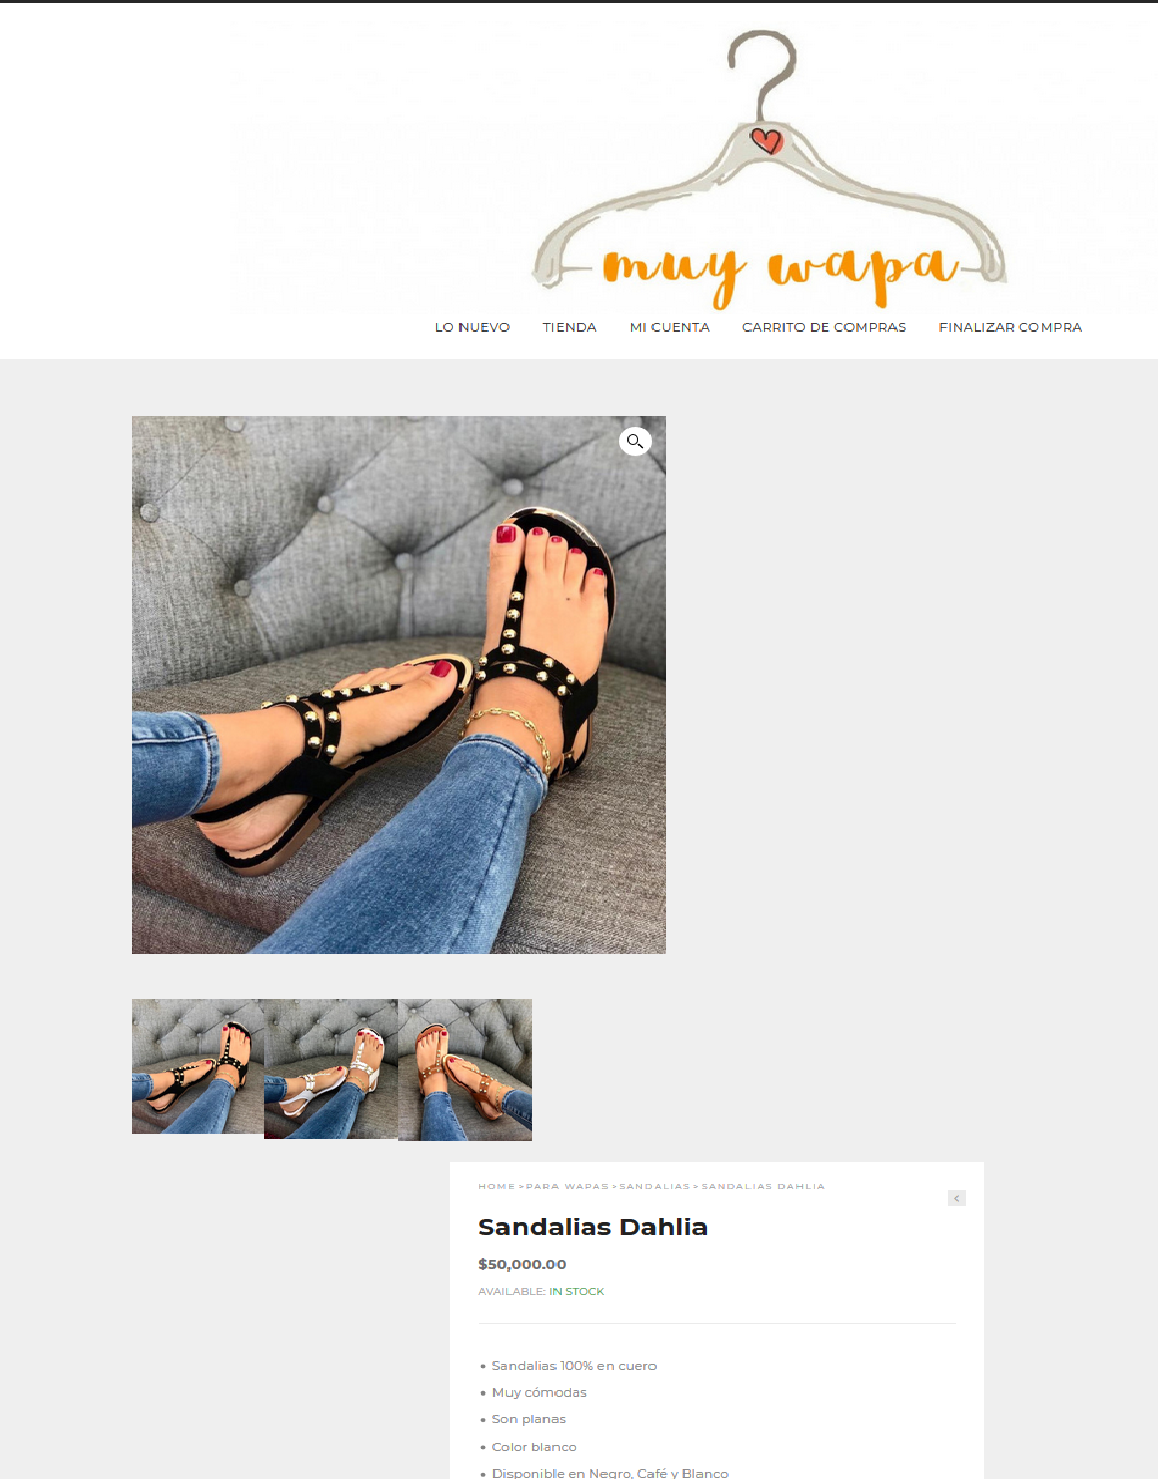 muy wapa
LO NUEVO TIENDA MI CUENTA CARRITO DE COMPRAS FINALIZAR COMPRA
HOME > PARA WAPAS > SANDALIAS > SANDALIAS DAHLIA
<
Sandalias Dahlia
$50,000.00
AVAILABLE: IN STOCK
• Sandalias 100% en cuero
• Muy cómodas
• Son planas
• Color blanco
• Disponible en Negro, Café y Blanco